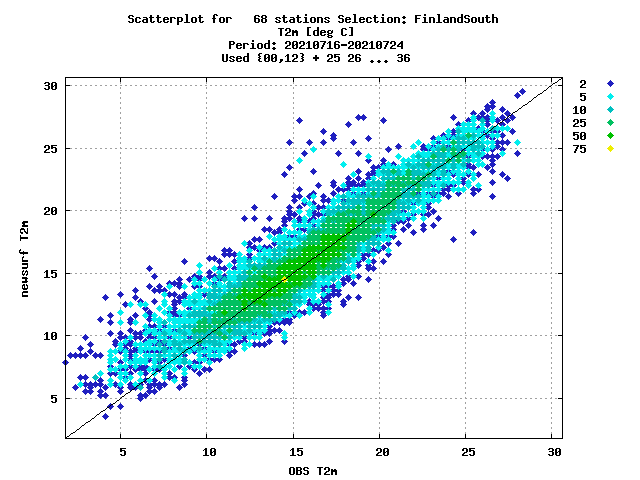 Scatterplot for   68 stations Selection: FinlandSouth
T2m [deg C]
Period: 20210716-20210724
Used {00,12} + 25 26 ... 36
2
5
10
25
50
75
newsurf T2m
30
25
20
15
10
5
5 10 15 20 25 30
OBS T2m